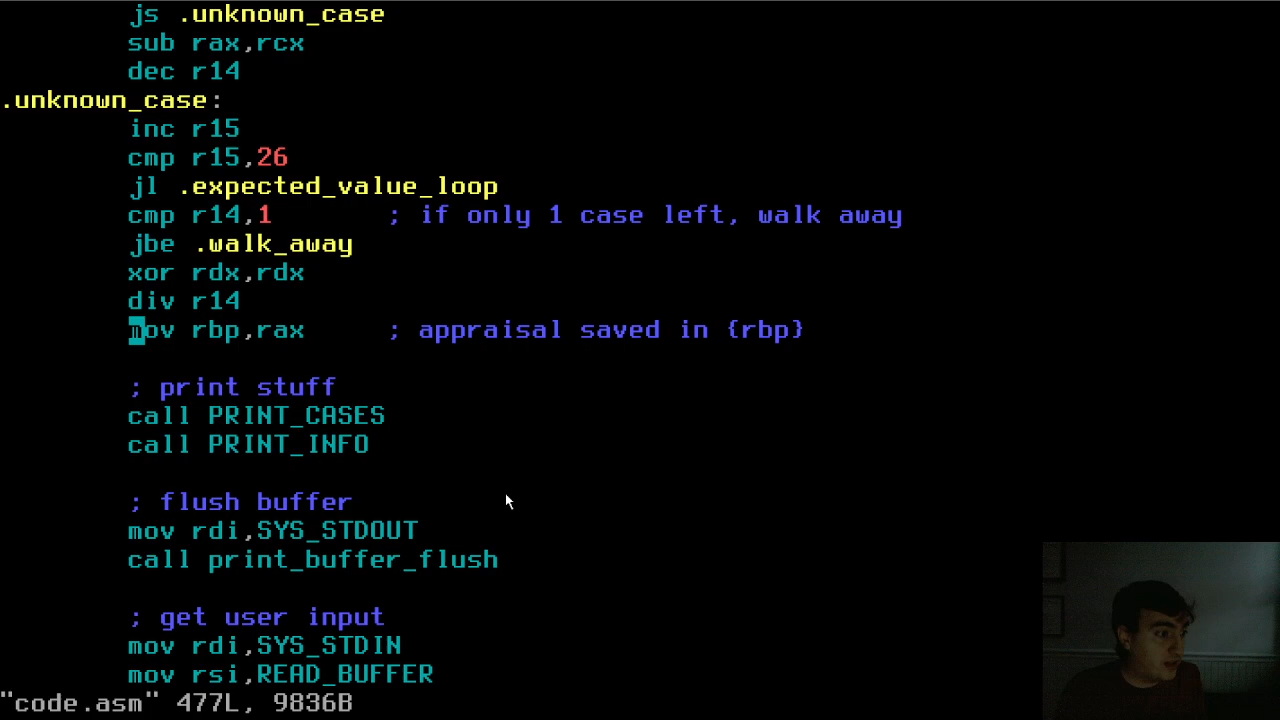 js .unknown_case
sub rax,rcx
dec r14
.unknown_case:
inc r15
cmp r15,26
jl .expected_value_loop
cmp r14,1 ; if only 1 case left, walk away
jbe .walk_away
xor rdx,rdx
div r14
mov rbp,rax ; appraisal saved in {rbp}
; print stuff
call PRINT_CASES
call PRINT_INFO
; flush buffer
mov rdi,SYS_STDOUT
call print_buffer_flush
; get user input
mov rdi,SYS_STDIN
mov rsi,READ_BUFFER
"code.asm" 477L, 9836B